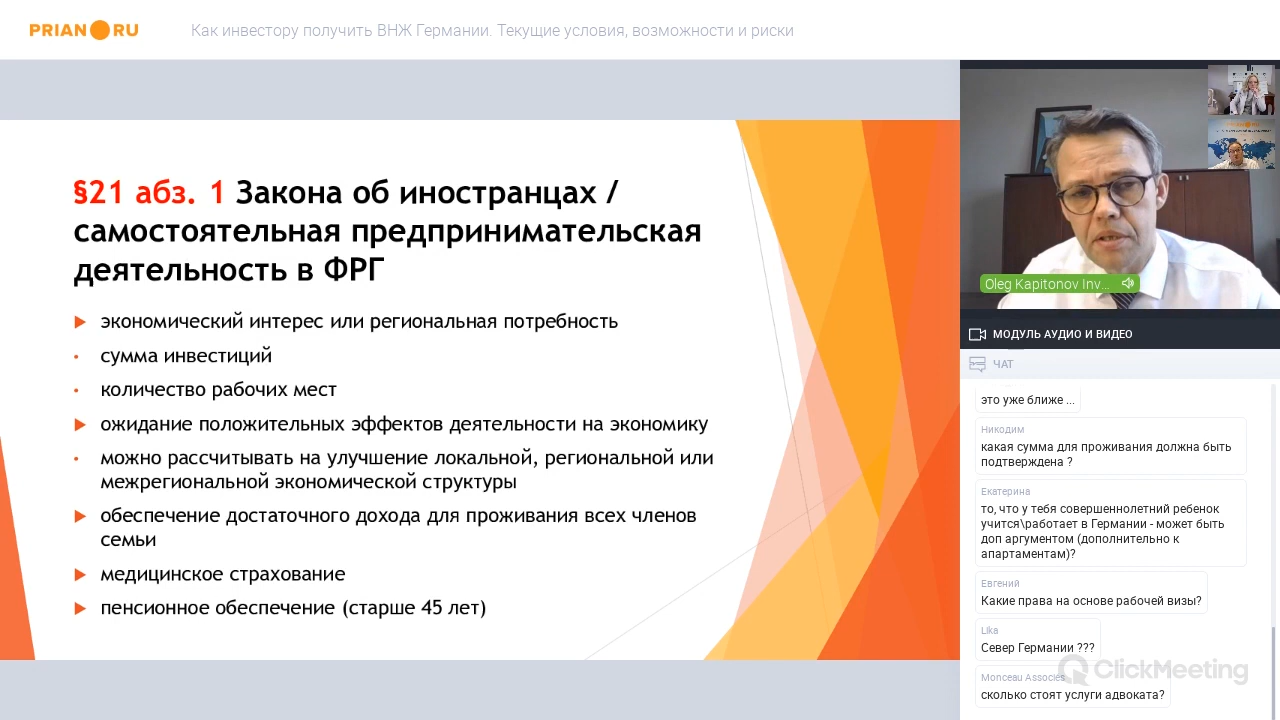 PRIAN RU
Как инвестору получить ВНЖ Германии. Текущие условия, возможности и риски
§21 абз. 1 Закона об иностранцах /
самостоятельная предпринимательская
деятельность в ФРГ
экономический интерес или региональная потребность
сумма инвестиций
количество рабочих мест
ожидание положительных эффектов деятельности на экономику
можно рассчитывать на улучшение локальной, региональной или
межрегиональной экономической структуры
обеспечение достаточного дохода для проживания всех членов
семьи
медицинское страхование
пенсионное обеспечение (старше 45 лет)
Oleg Kapitonov Inv...
МОДУЛЬ АУДИО И ВИДЕО
ЧАТ
это уже ближе ...
Никодим
какая сумма для проживания должна быть
подтверждена ?
Екатерина
то, что у тебя совершеннолетний ребенок
учится\работает в Германии - может быть
доп аргументом (дополнительно к
апартаментам)?
Евгений
Какие права на основе рабочей визы?
Lika
Север Германии ???
ClickMeeting
Monceau Associes
сколько стоят услуги адвоката?